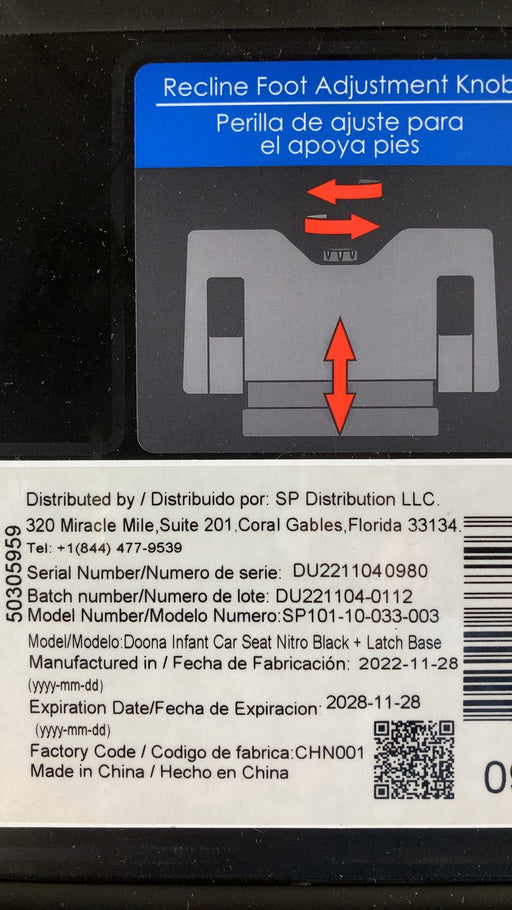 Recline Foot Adjustment Knob
Perilla de ajuste para
el apoya pies
Distributed by / Distribuido por: SP Distribution LLC.
320 Miracle Mile,Suite 201,Coral Gables,Florida 33134.
Tel: +1(844) 477-9539
Serial Number/Numero de serie: DU2211040980
Batch number/Numero de lote: DU221104-0112
Model Number/Modelo Numero:SP101-10-033-003
Model/Modelo:Doona Infant Car Seat Nitro Black + Latch Base
Manufactured in / Fecha de Fabricación: 2022-11-28
(yyyy-mm-dd)
Expiration Date/Fecha de Expiracion: 2028-11-28
(yyyy-mm-dd)
Factory Code / Codigo de fabrica:CHN001
Made in China / Hecho en China
50305959